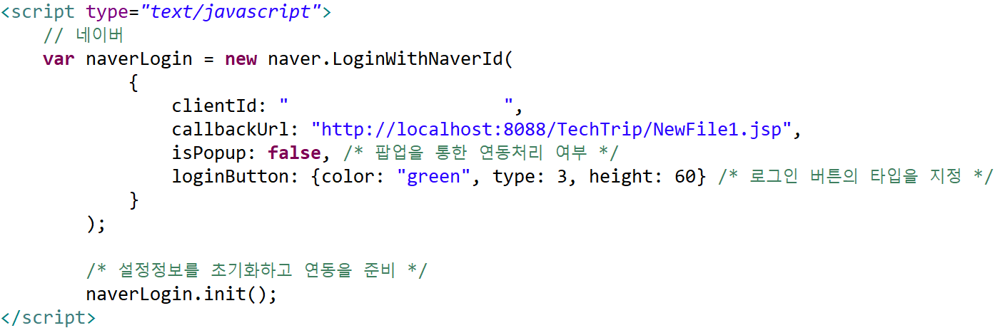 <script type="text/javascript">
    // 네이버
    var naverLogin = new naver.LoginWithNaverId(
            {
                clientId: "                    ",
                callbackUrl: "http://localhost:8088/TechTrip/NewFile1.jsp",
                isPopup: false, /* 팝업을 통한 연동처리 여부 */
                loginButton: {color: "green", type: 3, height: 60} /* 로그인 버튼의 타입을 지정 */
            }
        );

        /* 설정정보를 초기화하고 연동을 준비 */
        naverLogin.init();
</script>